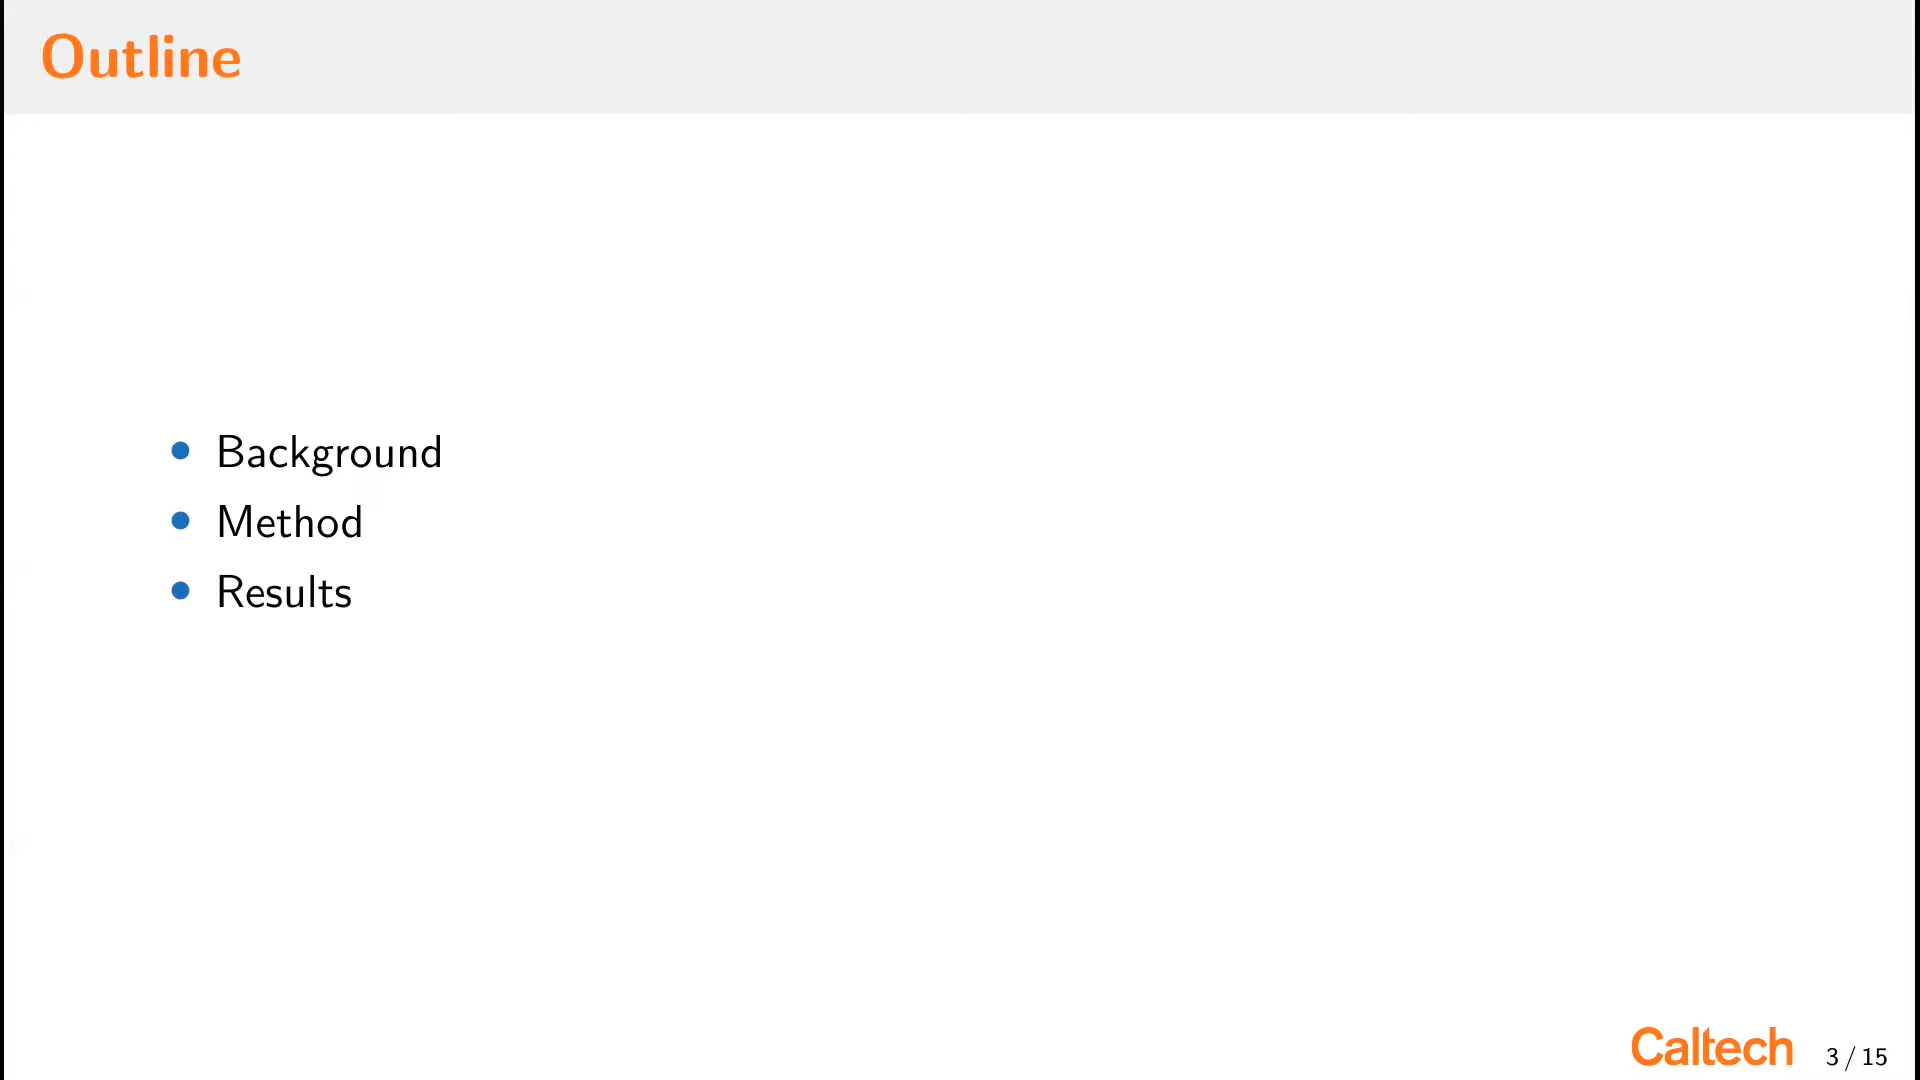 Outline
• Background
• Method
• Results
Caltech 3 / 15